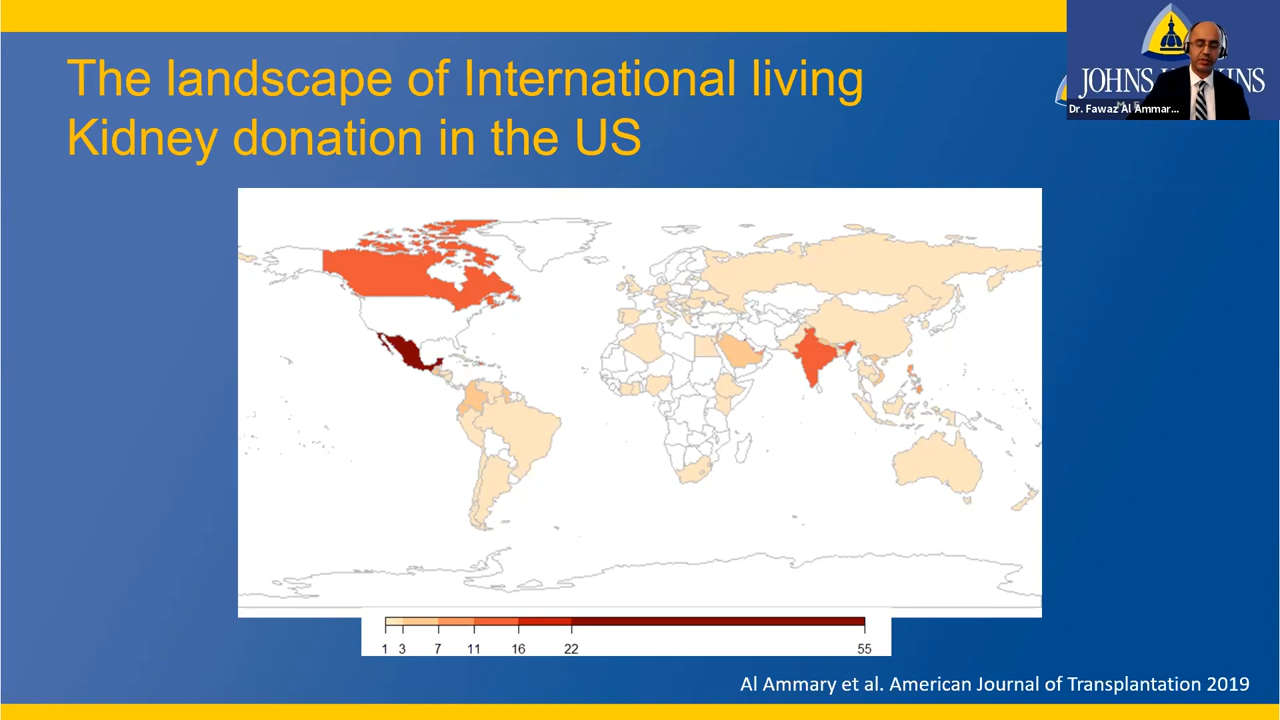 The landscape of International living
Kidney donation in the US
JOHNS
Dr. Fawaz Al Ammar...
1 3 7 11 16 22 55
Al Ammary et al. American Journal of Transplantation 2019